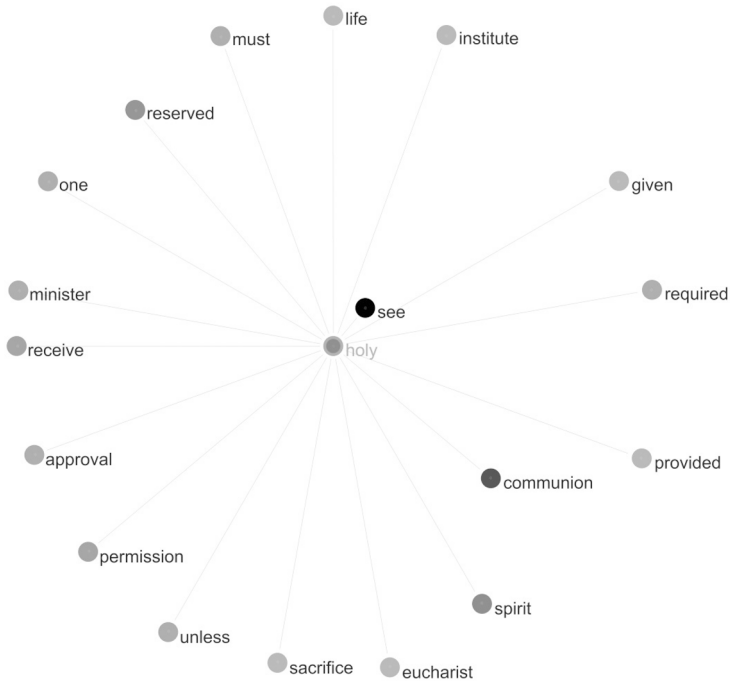 life
must
institute
reserved
one
given
minister
required
see
receive
holy
approval
provided
communion
permission
spirit
unless
sacrifice
eucharist